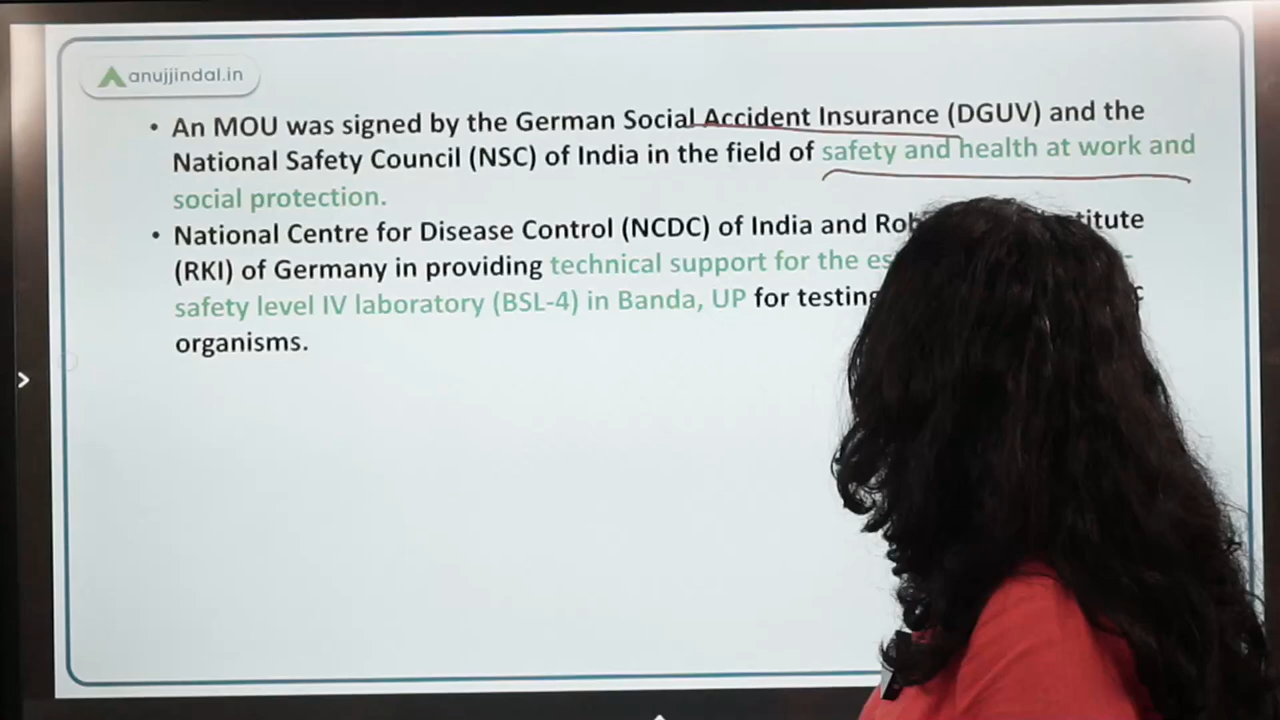 anujjindal.in
• An MOU was signed by the German Social Accident Insurance (DGUV) and the
National Safety Council (NSC) of India in the field of safety and health at work and
social protection.
• National Centre for Disease Control (NCDC) of India and
(RKI) of Germany in providing technical support for the
safety level IV laboratory (BSL-4) in Banda, UP for testing
organisms.